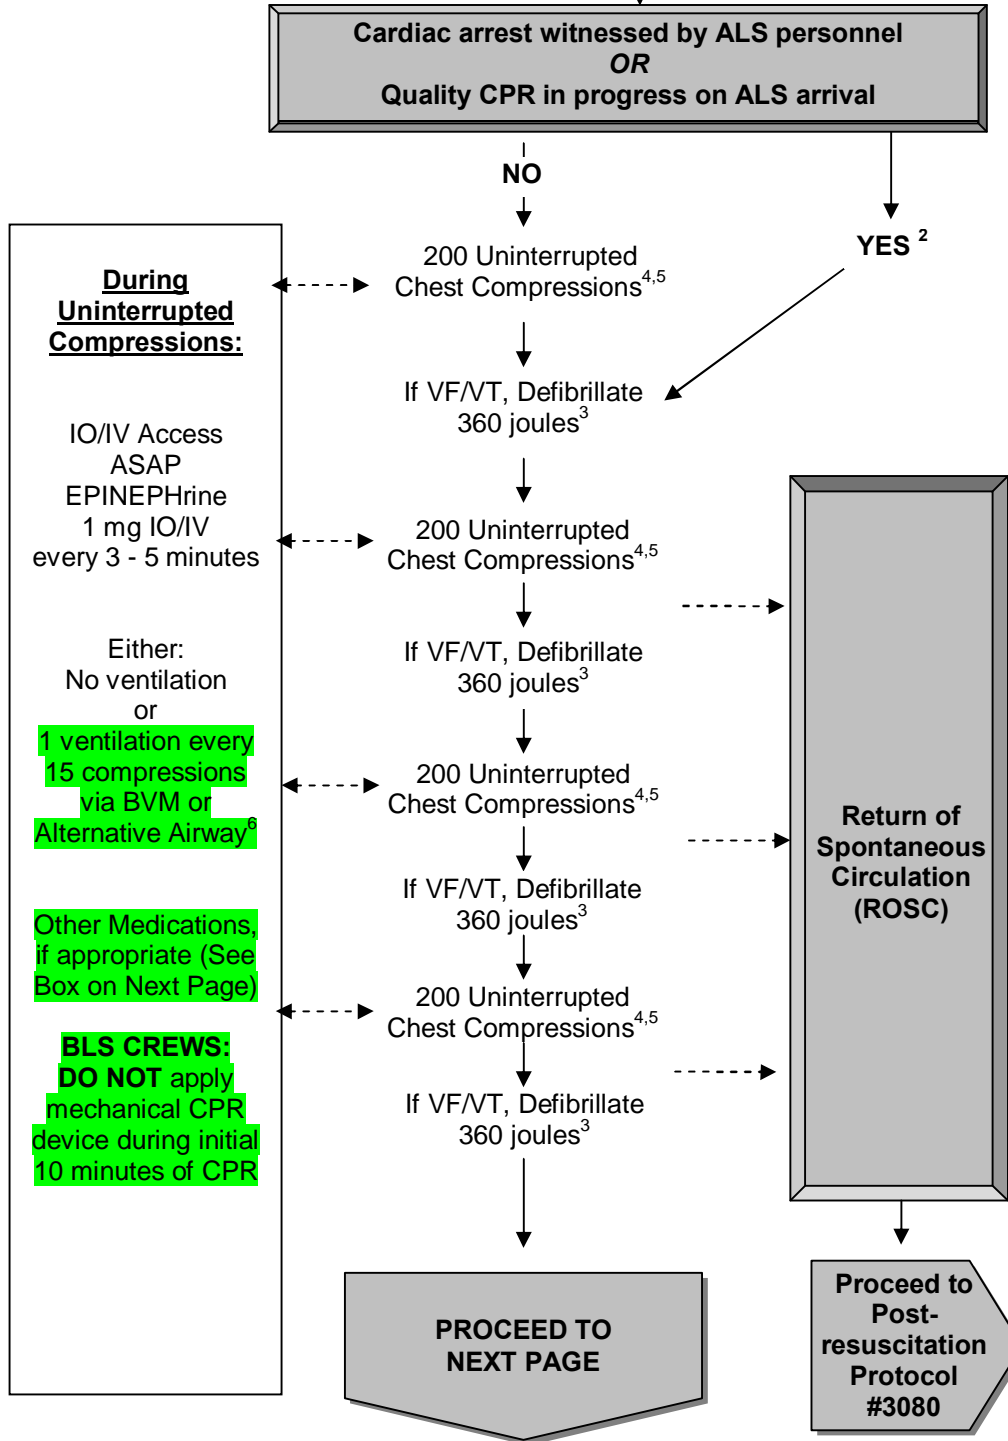 Cardiac arrest witnessed by ALS personnel
OR
Quality CPR in progress on ALS arrival
NO
YES 2
During
Uninterrupted
Compressions:
IO/IV Access
ASAP
EPINEPHrine
1 mg IO/IV
every 3 - 5 minutes
Either:
No ventilation
or
1 ventilation every
15 compressions
via BVM or
Alternative Airway6
Other Medications,
if appropriate (See
Box on Next Page)
BLS CREWS:
DO NOT apply
mechanical CPR
device during initial
10 minutes of CPR
200 Uninterrupted
Chest Compressions4,5
If VF/VT, Defibrillate
360 joules3
200 Uninterrupted
Chest Compressions4,5
If VF/VT, Defibrillate
360 joules3
200 Uninterrupted
Chest Compressions4,5
If VF/VT, Defibrillate
360 joules3
200 Uninterrupted
Chest Compressions4,5
If VF/VT, Defibrillate
360 joules3
PROCEED TO
NEXT PAGE
Return of
Spontaneous
Circulation
(ROSC)
Proceed to
Post-
resuscitation
Protocol
#3080